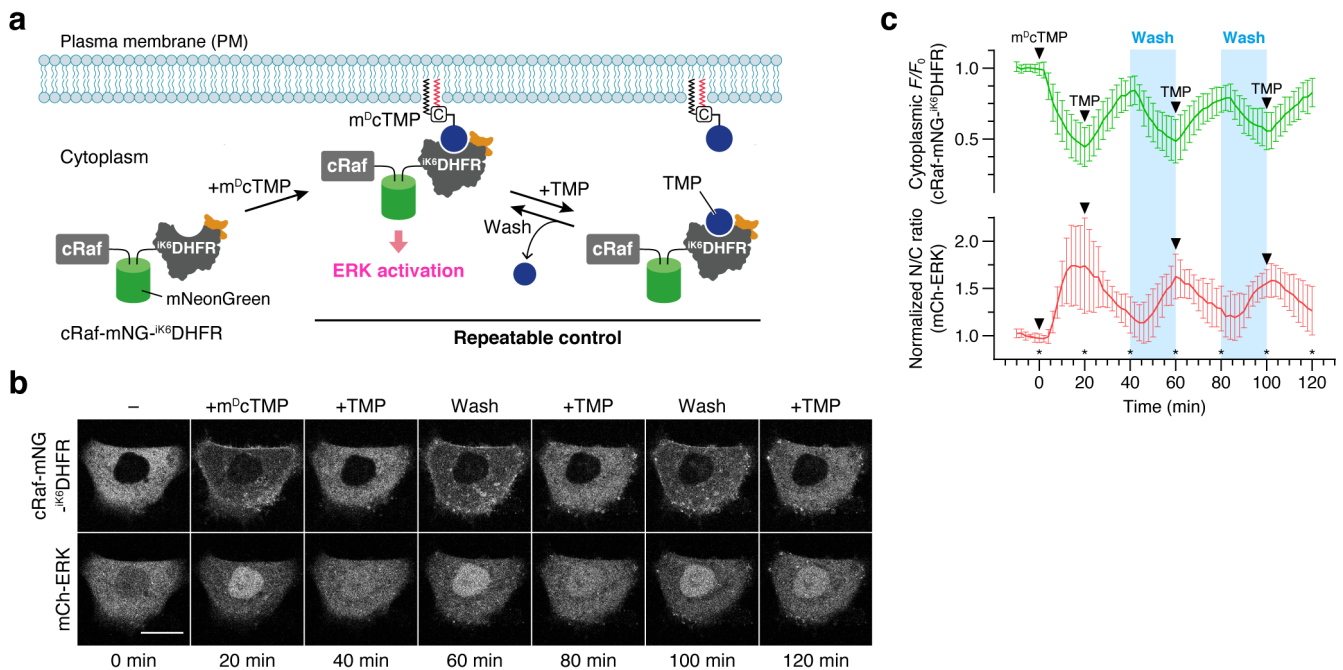 a
Plasma membrane (PM)
mᴰcTMP
C
C
Cytoplasm
cRaf
iK6DHFR
+mᴰcTMP
+TMP
Wash
TMP
cRaf
iK6DHFR
cRaf
iK6DHFR
ERK activation
mNeonGreen
cRaf-mNG-iK6DHFR
Repeatable control
b
– +mᴰcTMP +TMP Wash +TMP Wash +TMP
cRaf-mNG
-iK6DHFR
mCh-ERK
0 min 20 min 40 min 60 min 80 min 100 min 120 min
c
Wash Wash
mᴰcTMP
TMP TMP TMP
Cytoplasmic F/F₀
(cRaf-mNG-iK6DHFR)
1.0
0.5
Normalized N/C ratio
(mCh-ERK)
2.0
1.5
1.0
* * * * * * *
0 20 40 60 80 100 120
Time (min)